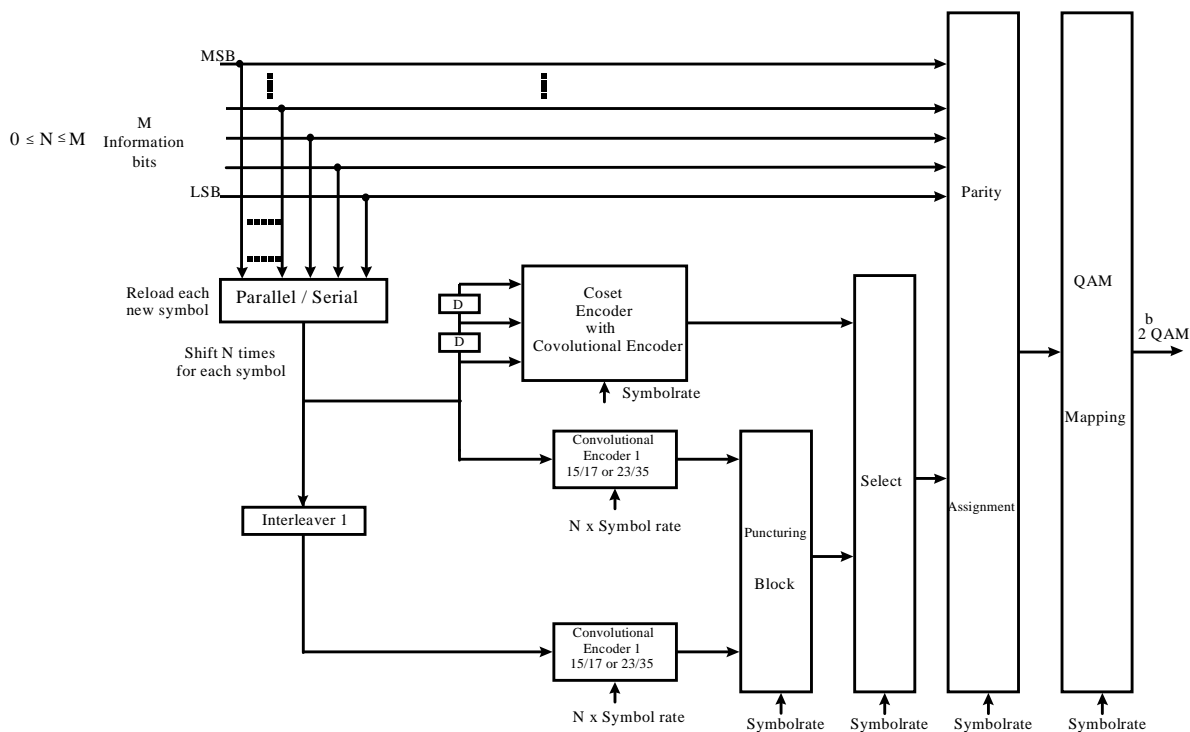 MSB
M
0 ≤ N ≤ M
Information
bits
LSB
Parity
Reload each
new symbol
Parallel / Serial
D
D
Coset
Encoder
with
Covolutional Encoder
QAM
b
2 QAM
Shift N times
for each symbol
Symbolrate
Mapping
Convolutional
Encoder 1
15/17 or 23/35
Select
Interleaver 1
N x Symbol rate
Assignment
Puncturing
Block
Convolutional
Encoder 1
15/17 or 23/35
N x Symbol rate
Symbolrate
Symbolrate
Symbolrate
Symbolrate